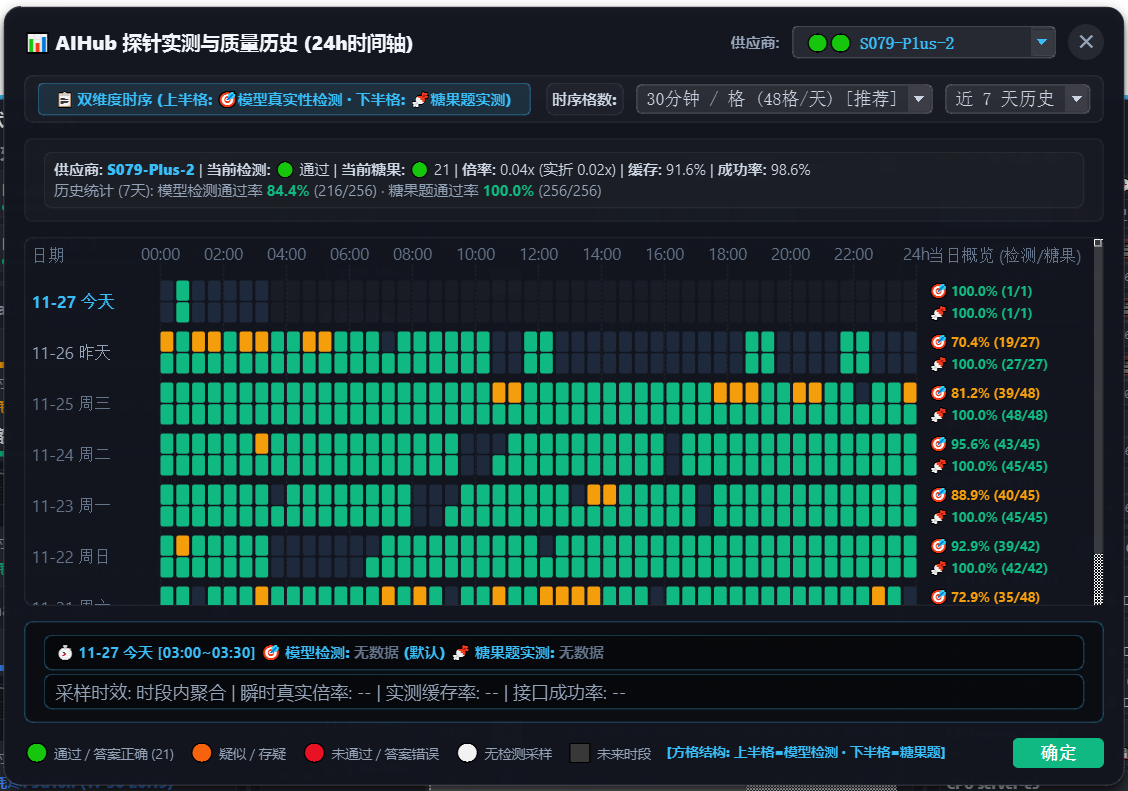 AIHub 探针实测与质量历史 (24h时间轴)
供应商: S079-Plus-2
双维度时序 (上半格: 模型真实性检测 · 下半格: 糖果题实测) 时序格数: 30分钟 / 格 (48格/天) [推荐] 近 7 天历史
供应商: S079-Plus-2 | 当前检测: 通过 | 当前糖果: 21 | 倍率: 0.04x (实折 0.02x) | 缓存: 91.6% | 成功率: 98.6%
历史统计 (7天): 模型检测通过率 84.4% (216/256) · 糖果题通过率 100.0% (256/256)
日期 00:00 02:00 04:00 06:00 08:00 10:00 12:00 14:00 16:00 18:00 20:00 22:00 24h当日概览 (检测/糖果)
11-27 今天
100.0% (1/1)
100.0% (1/1)
11-26 昨天
70.4% (19/27)
100.0% (27/27)
11-25 周三
81.2% (39/48)
100.0% (48/48)
11-24 周二
95.6% (43/45)
100.0% (45/45)
11-23 周一
88.9% (40/45)
100.0% (45/45)
11-22 周日
92.9% (39/42)
100.0% (42/42)
11-21 周六
72.9% (35/48)
11-27 今天 [03:00~03:30] 模型检测: 无数据 (默认) 糖果题实测: 无数据
采样时效: 时段内聚合 | 瞬时真实倍率: -- | 实测缓存率: -- | 接口成功率: --
通过 / 答案正确 (21) 疑似 / 存疑 未通过 / 答案错误 无检测采样 未来时段 [方格结构: 上半格=模型检测 · 下半格=糖果题] 确定